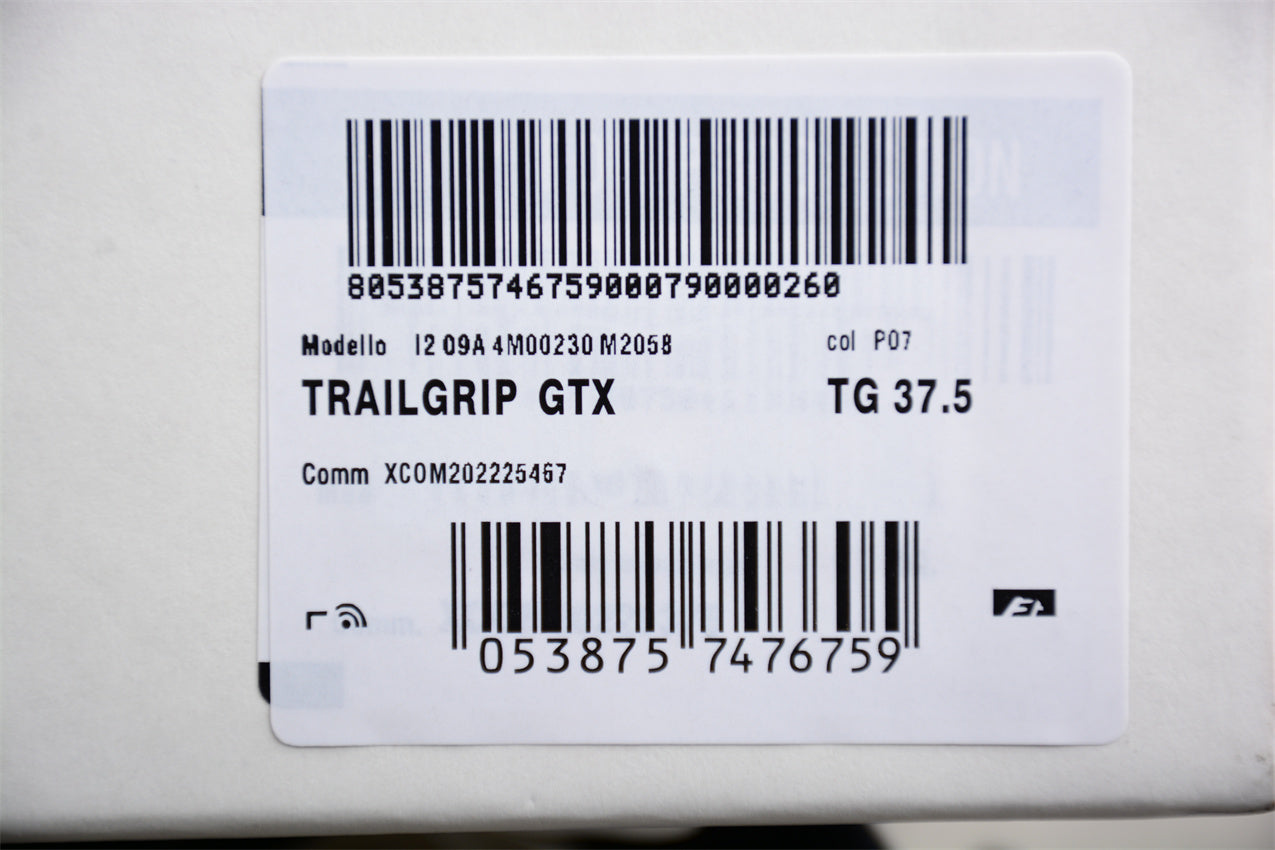 8053875746759000790000260
Modello I2 09A 4M00230 M2058 col P07
TRAILGRIP GTX TG 37.5
Comm XCOM202225467
053875 7476759